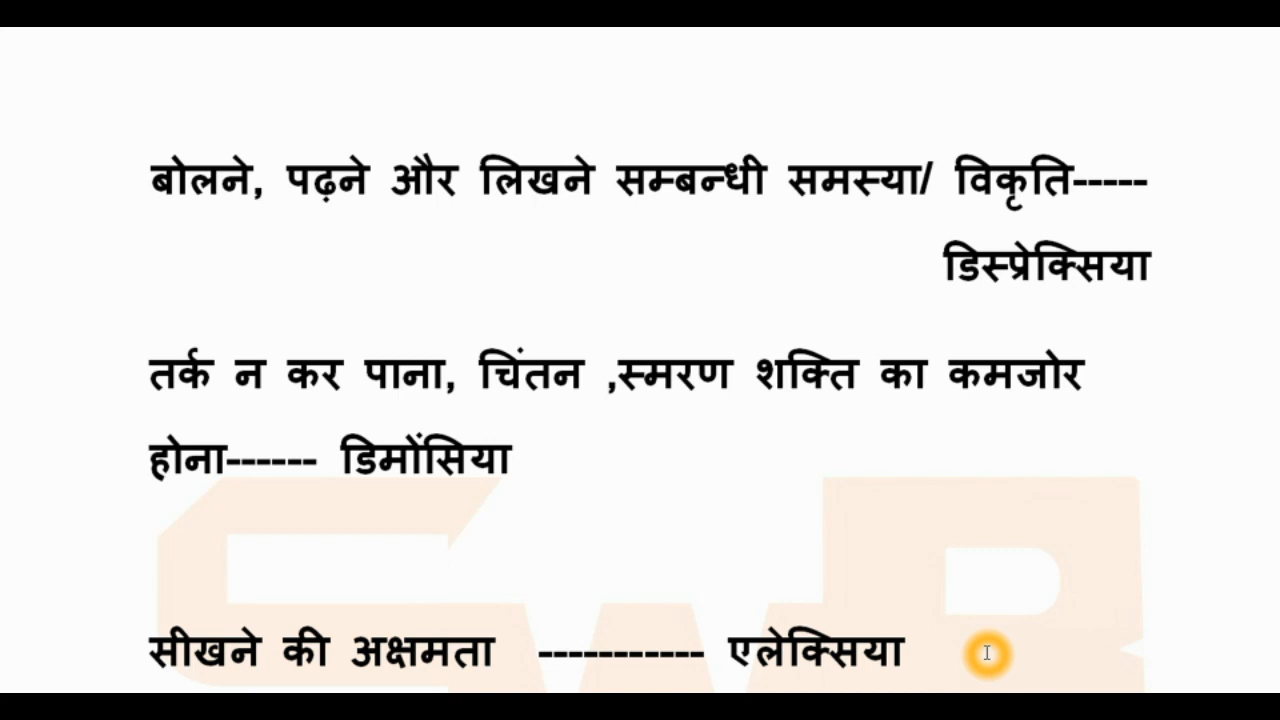 बोलने, पढ़ने और लिखने सम्बन्धी समस्या/ विकृति-----
डिस्प्रेक्सिया
तर्क न कर पाना, चिंतन ,स्मरण शक्ति का कमजोर
होना------ डिमोंसिया
सीखने की अक्षमता ----------- एलेक्सिया